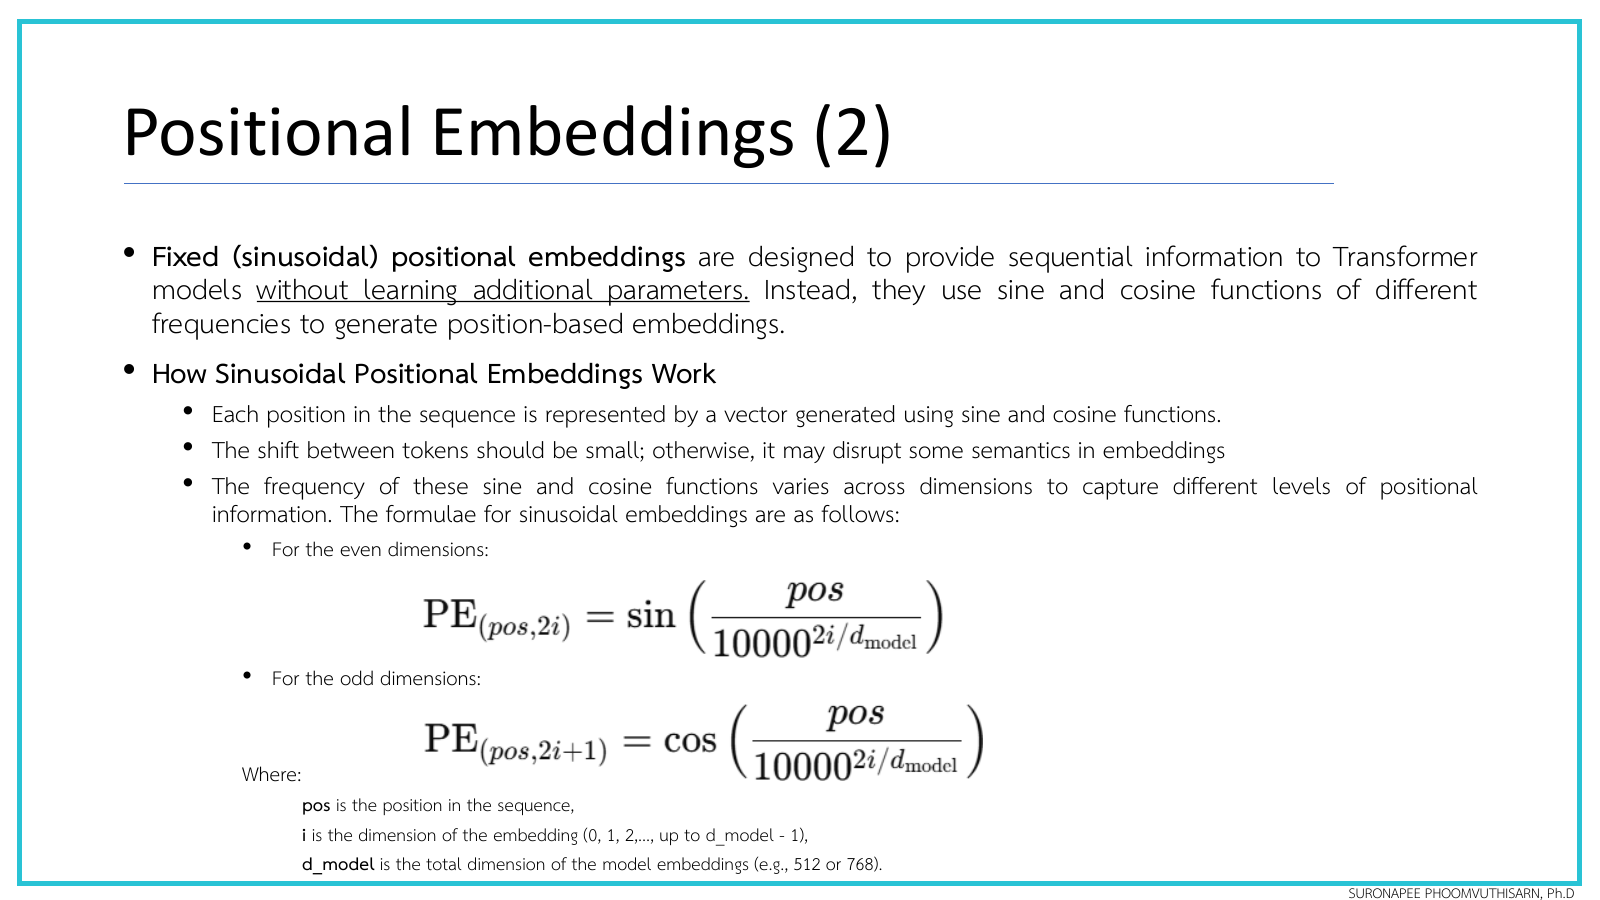 Positional Embeddings (2)
• Fixed (sinusoidal) positional embeddings are designed to provide sequential information to Transformer
models without learning additional parameters. Instead, they use sine and cosine functions of different
frequencies to generate position-based embeddings.
• How Sinusoidal Positional Embeddings Work
• Each position in the sequence is represented by a vector generated using sine and cosine functions.
• The shift between tokens should be small; otherwise, it may disrupt some semantics in embeddings
• The frequency of these sine and cosine functions varies across dimensions to capture different levels of positional
information. The formulae for sinusoidal embeddings are as follows:
• For the even dimensions:
PE_(pos,2i) = sin(pos / 10000^(2i/d_model))
• For the odd dimensions:
PE_(pos,2i+1) = cos(pos / 10000^(2i/d_model))
Where:
pos is the position in the sequence,
i is the dimension of the embedding (0, 1, 2,..., up to d_model - 1),
d_model is the total dimension of the model embeddings (e.g., 512 or 768).
SURONAPEE PHOOMVUTHISARN, Ph.D